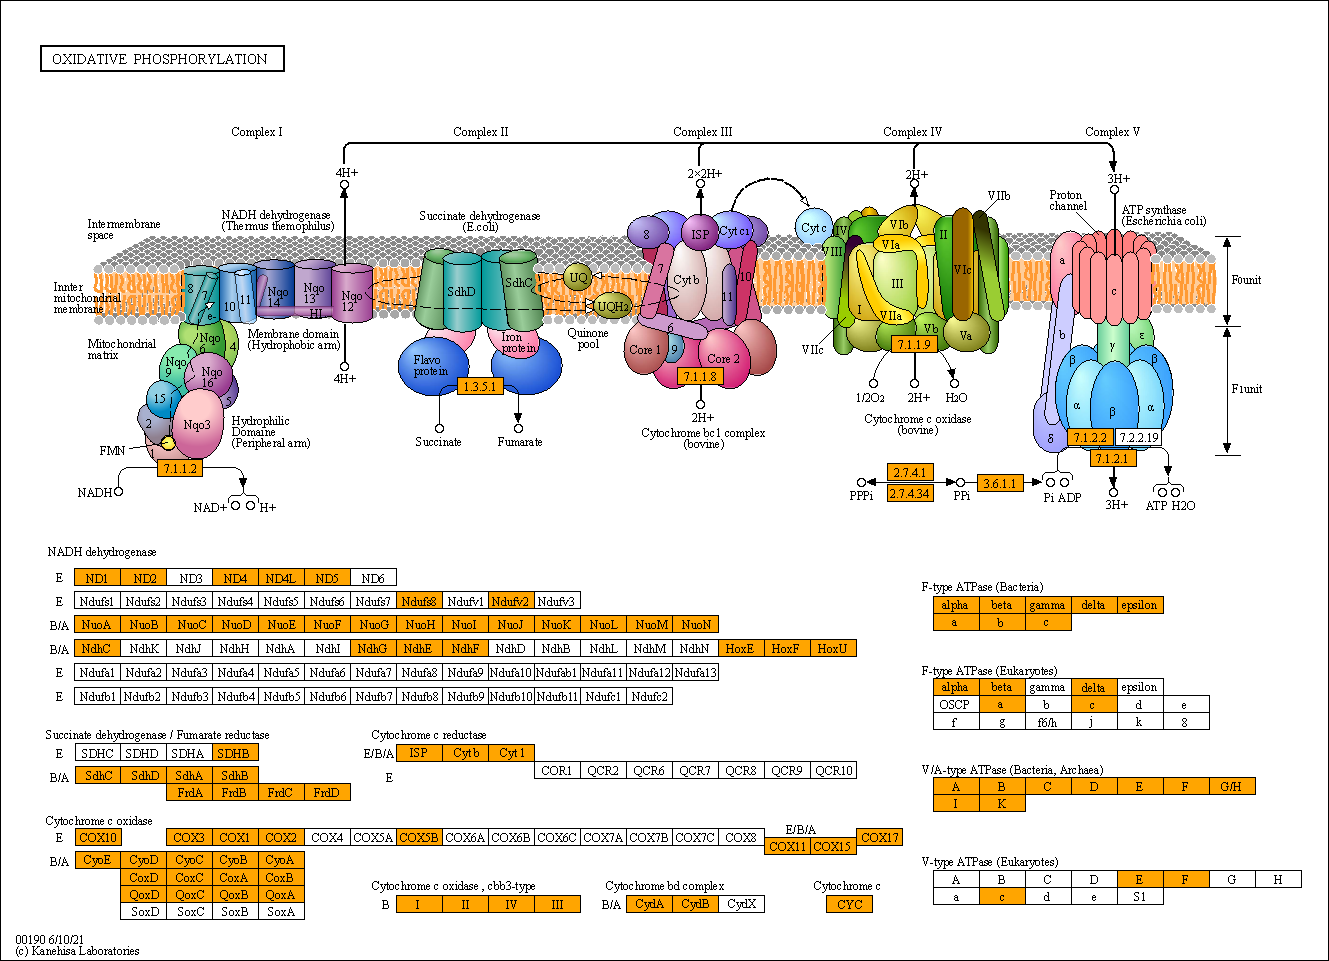 OXIDATIVE PHOSPHORYLATION
Complex I Complex II Complex III Complex IV Complex V
4H+ 2×2H+ 2H+ 3H+
Intermembrane space
NADH dehydrogenase (Thermus themophilus)
Succinate dehydrogenase (E.coli)
Proton channel
ATP synthase (Escherichia coli)
8 ISP Cytc1 Cyt c IV VIb II VIIb
VIII VIa
Innter mitochondrial membrane
8 7 e- 10 11 Nqo 14 Nqo 13 Nqo 12 HI
SdhD SdhC UQ UQH2
7 Cyt b 10 11 6
III VIc I VIIa Vb Va VIIc
a c b
F0unit
Membrane domain (Hydrophobic arm)
Iron protein
Quinone pool
Mitochondrial matrix
Nqo 6 4 Nqo 9 Nqo 16 5 15 2 Nqo3 1
FMN
Hydrophilic Domaine (Peripheral arm)
4H+
Flavo protein
1.3.5.1
Succinate Fumarate
Core 1 9 Core 2
7.1.1.8
2H+
Cytochrome bc1 complex (bovine)
7.1.1.9
1/2O2 2H+ H2O
Cytochrome c oxidase (bovine)
γ ε β β α β α δ
F1unit
7.1.2.2 7.2.2.19
7.1.2.1
7.1.1.2
NADH NAD+ H+
2.7.4.1
2.7.4.34
PPPi PPi
3.6.1.1
Pi ADP 3H+ ATP H2O
NADH dehydrogenase
E ND1 ND2 ND3 ND4 ND4L ND5 ND6
E Ndufs1 Ndufs2 Ndufs3 Ndufs4 Ndufs5 Ndufs6 Ndufs7 Ndufs8 Ndufv1 Ndufv2 Ndufv3
B/A NuoA NuoB NuoC NuoD NuoE NuoF NuoG NuoH NuoI NuoJ NuoK NuoL NuoM NuoN
B/A NdhC NdhK NdhJ NdhH NdhA NdhI NdhG NdhE NdhF NdhD NdhB NdhL NdhM NdhN HoxE HoxF HoxU
E Ndufa1 Ndufa2 Ndufa3 Ndufa4 Ndufa5 Ndufa6 Ndufa7 Ndufa8 Ndufa9 Ndufa10 Ndufab1 Ndufa11 Ndufa12 Ndufa13
E Ndufb1 Ndufb2 Ndufb3 Ndufb4 Ndufb5 Ndufb6 Ndufb7 Ndufb8 Ndufb9 Ndufb10 Ndufb11 Ndufc1 Ndufc2
Succinate dehydrogenase / Fumarate reductase
E SDHC SDHD SDHA SDHB
B/A SdhC SdhD SdhA SdhB
FrdA FrdB FrdC FrdD
Cytochrome c reductase
E/B/A ISP Cyt b Cyt 1
E COR1 QCR2 QCR6 QCR7 QCR8 QCR9 QCR10
Cytochrome c oxidase
E COX10 COX3 COX1 COX2 COX4 COX5A COX5B COX6A COX6B COX6C COX7A COX7B COX7C COX8
E/B/A
COX11 COX15 COX17
B/A CyoE CyoD CyoC CyoB CyoA
CoxD CoxC CoxA CoxB
QoxD QoxC QoxB QoxA
SoxD SoxC SoxB SoxA
Cytochrome c oxidase , cbb3-type
B I II IV III
Cytochrome bd complex
B/A CydA CydB CydX
Cytochrome c
CYC
F-type ATPase (Bacteria)
alpha beta gamma delta epsilon
a b c
F-type ATPase (Eukaryotes)
alpha beta gamma delta epsilon
OSCP a b c d e
f g f6/h j k 8
V/A-type ATPase (Bacteria, Archaea)
A B C D E F G/H
I K
V-type ATPase (Eukaryotes)
A B C D E F G H
a c d e S1
00190 6/10/21
(c) Kanehisa Laboratories